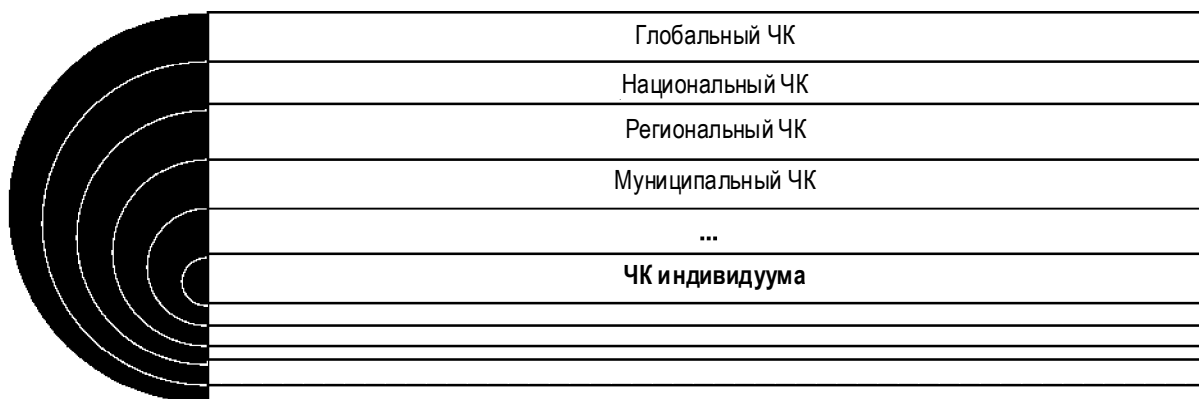 Глобальный ЧК
Национальный ЧК
Региональный ЧК
Муниципальный ЧК
...
ЧК индивидуума